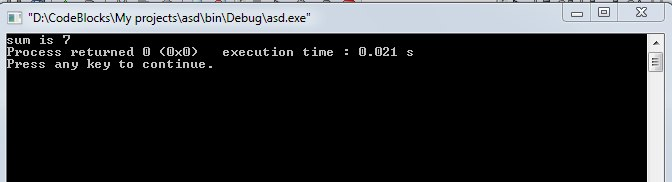 "D:\CodeBlocks\My projects\asd\bin\Debug\asd.exe"
sum is 7
Process returned 0 (0x0)   execution time : 0.021 s
Press any key to continue.